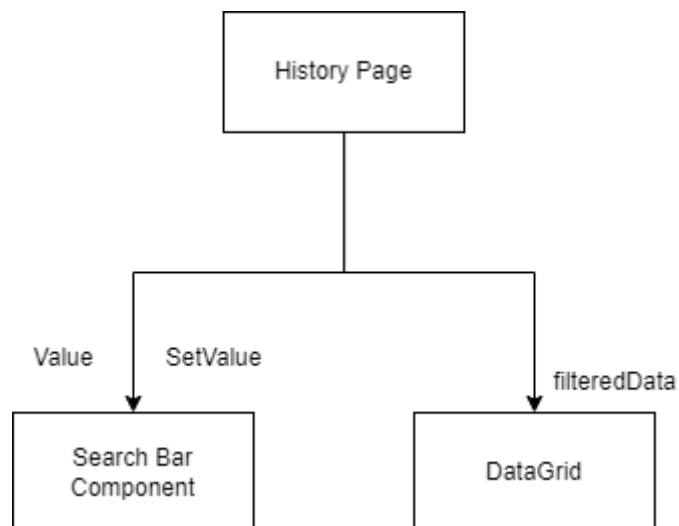 History Page
Value
SetValue
filteredData
Search Bar
Component
DataGrid